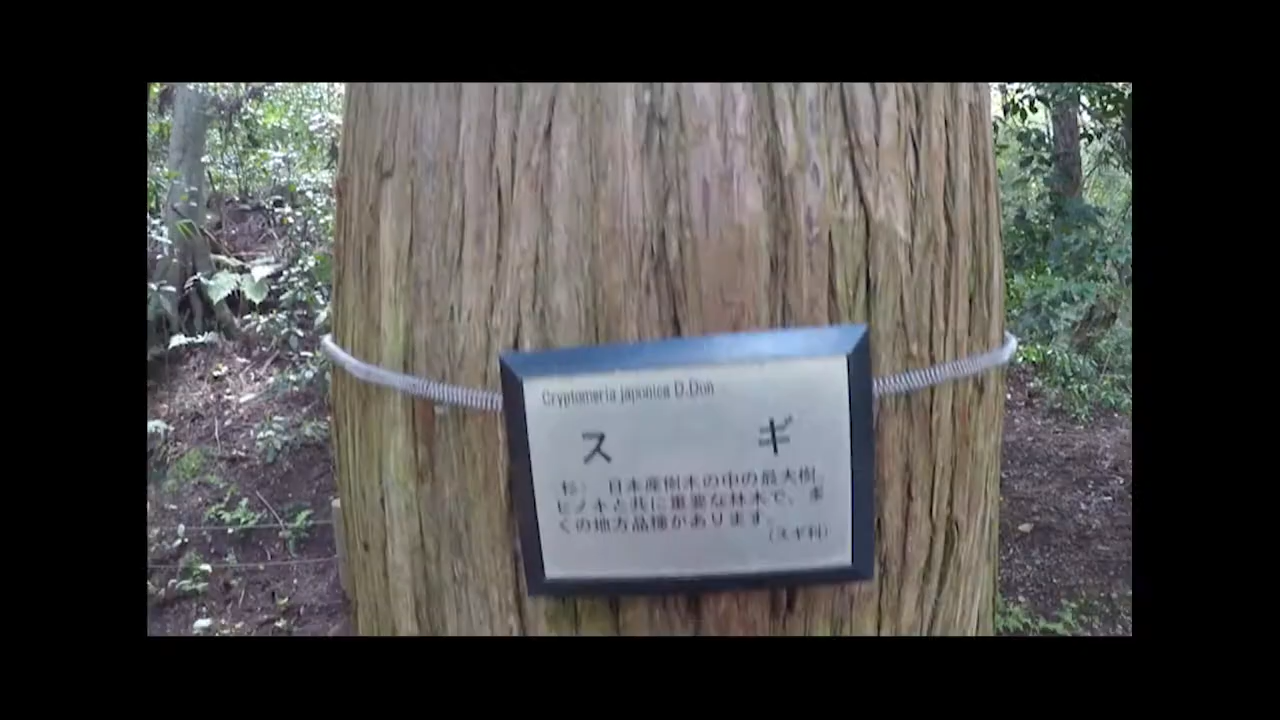 Cryptomeria japonica D.Don
スギ
杉） 日本産樹木の中の最大樹。
ヒノキと共に重要な林木で、多
くの地方品種があります。
（スギ科）